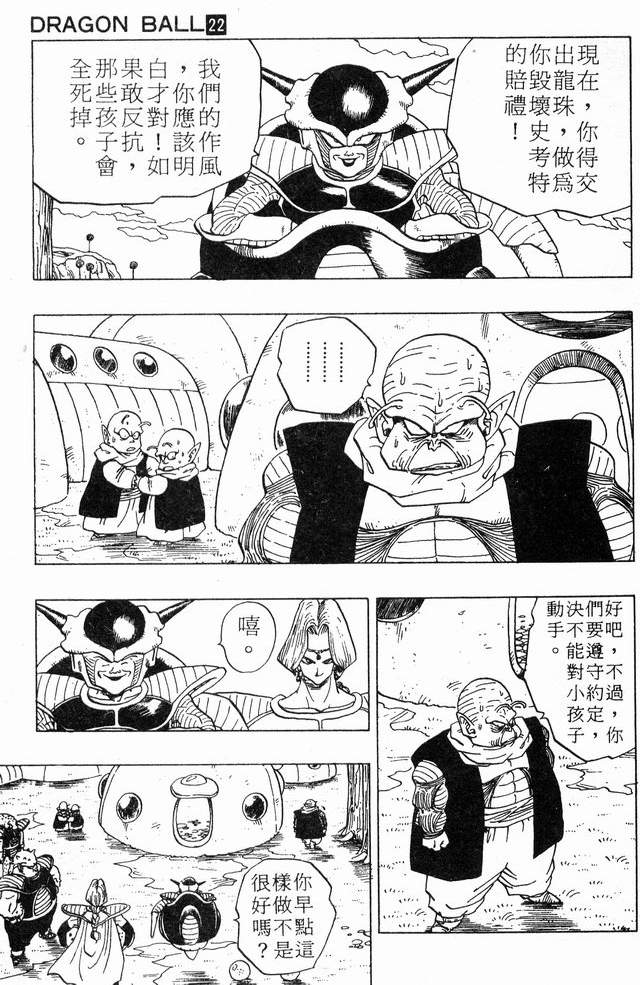 DRAGON BALL 22
現在，你得交
出龍珠，做爲
你毀壞史考特
的賠禮！
我們的作風
，你應該明
白才對！如
果敢反抗，
那些孩子會
全死掉。
……
好吧，不過，你
們要遵守約定，
決不能對小孩子
動手。
嘻。
你早點這
樣做不是
很好嗎？